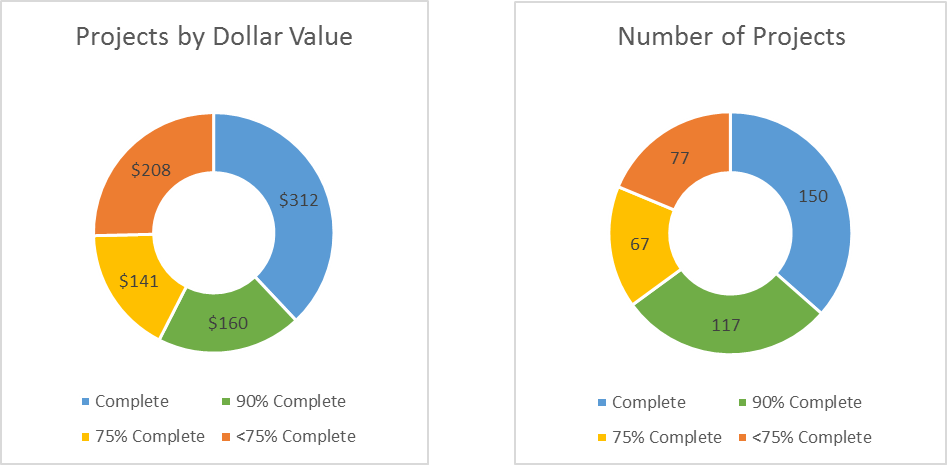 Projects by Dollar Value
$208
$312
$141
$160
Complete
90% Complete
75% Complete
<75% Complete
Number of Projects
77
150
67
117
Complete
90% Complete
75% Complete
<75% Complete